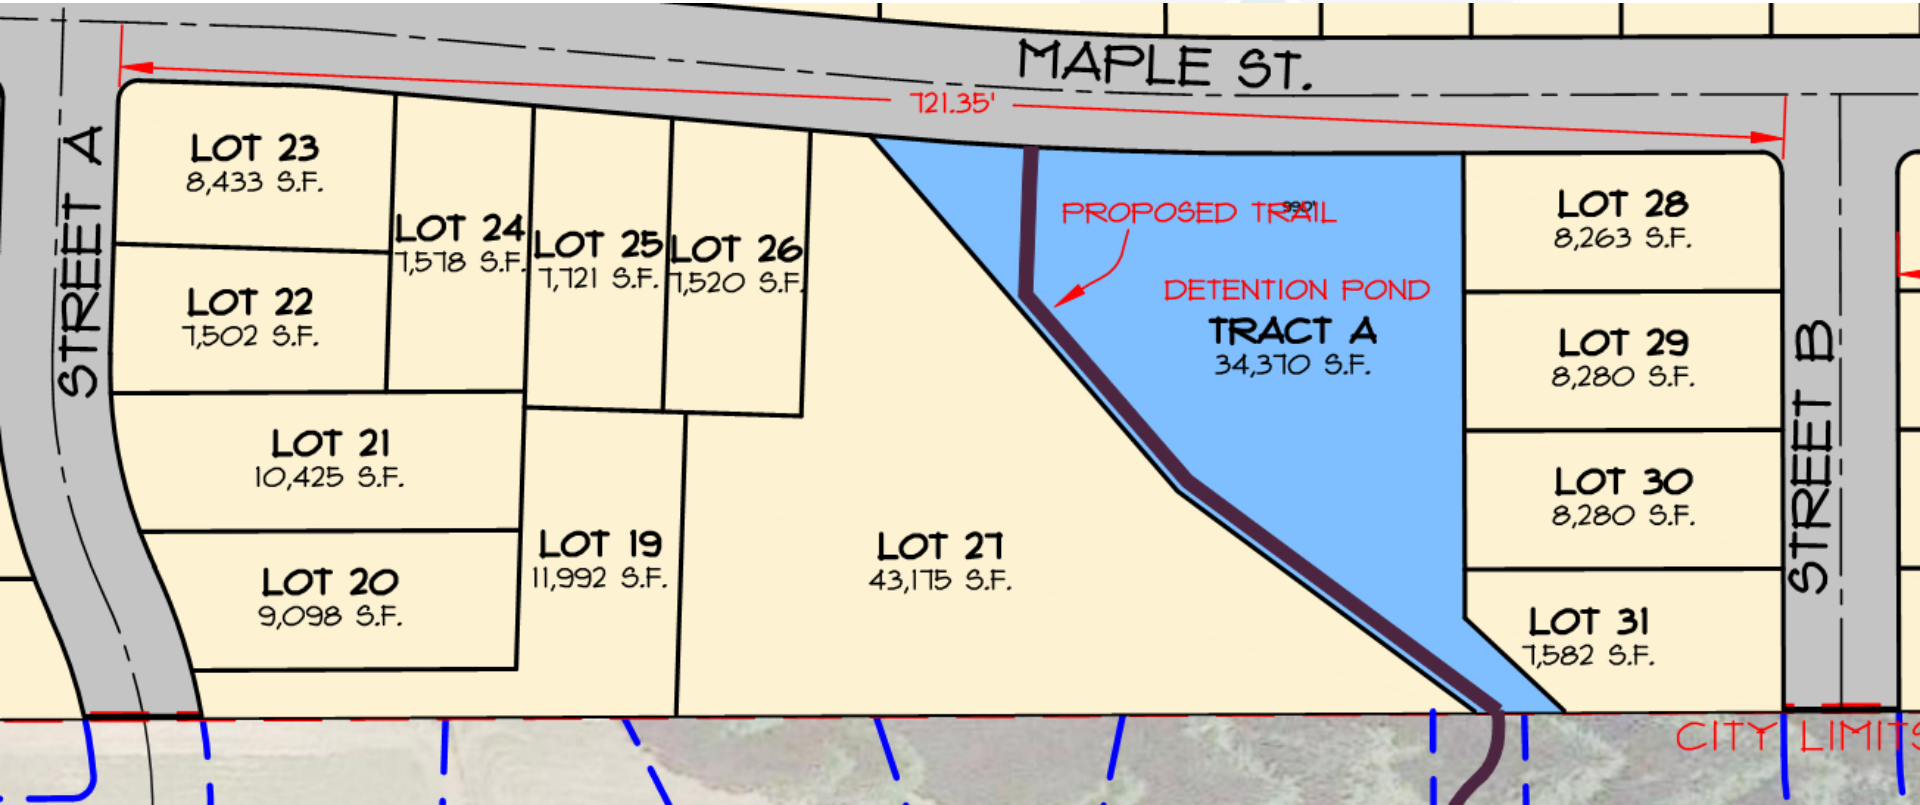 MAPLE ST.
721.35'
STREET A
LOT 23
8,433 S.F.
LOT 24
7,578 S.F.
LOT 25
7,721 S.F.
LOT 26
7,520 S.F.
LOT 22
7,502 S.F.
LOT 21
10,425 S.F.
LOT 20
9,098 S.F.
LOT 19
11,992 S.F.
LOT 27
43,175 S.F.
PROPOSED TRAIL
DETENTION POND
TRACT A
34,370 S.F.
LOT 28
8,263 S.F.
LOT 29
8,280 S.F.
LOT 30
8,280 S.F.
LOT 31
7,582 S.F.
STREET B
CITY LIMITS